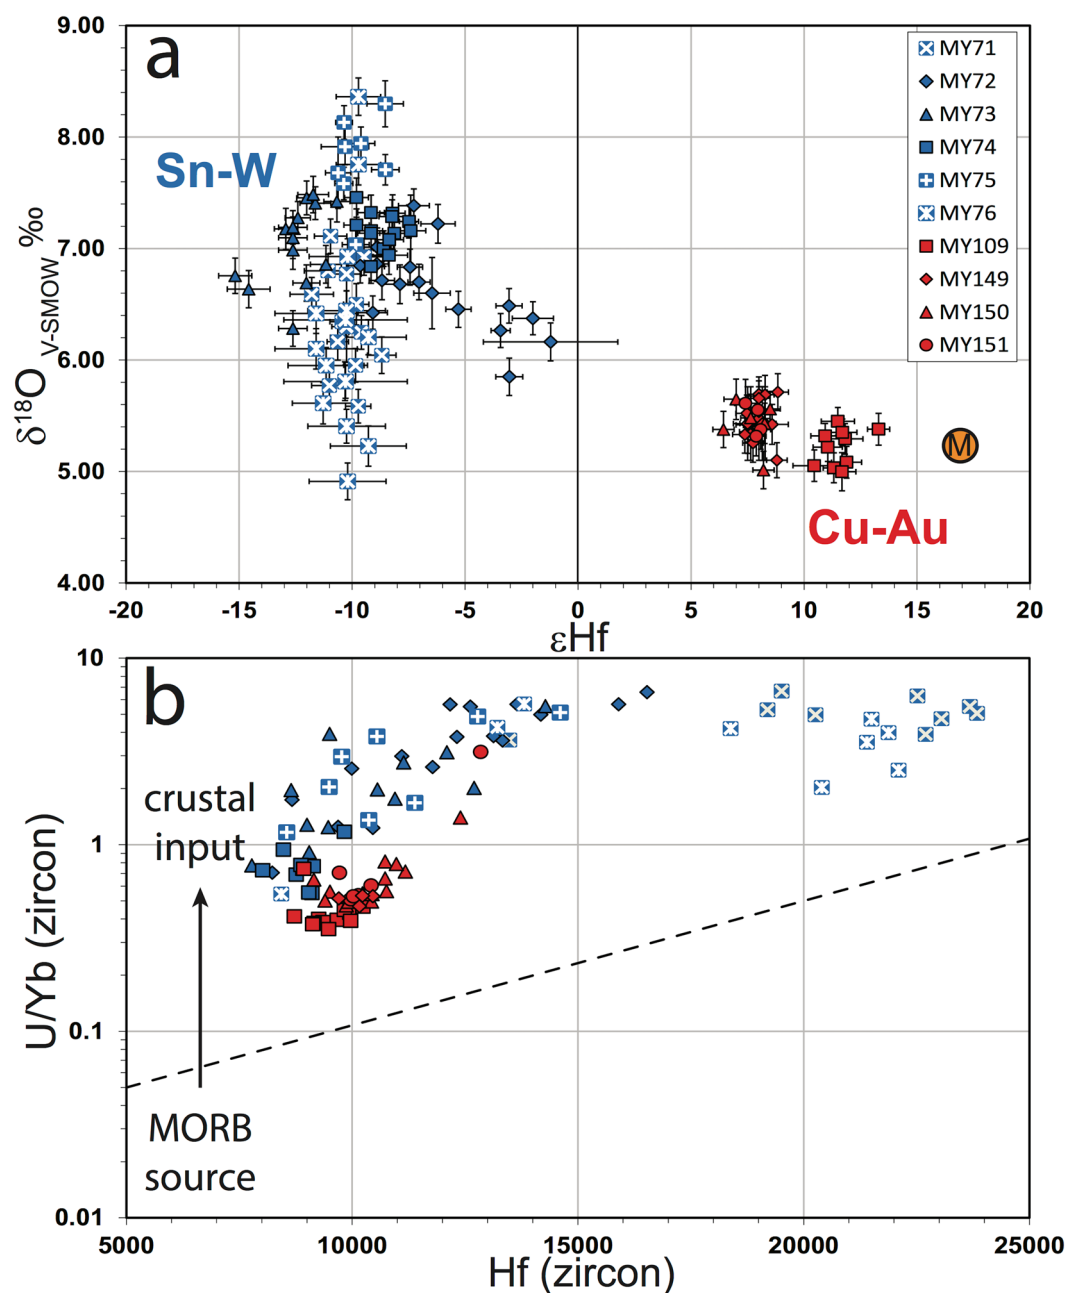 a
Sn-W
Cu-Au
M
MY71
MY72
MY73
MY74
MY75
MY76
MY109
MY149
MY150
MY151
9.00
8.00
7.00
6.00
5.00
4.00
δ18O V-SMOW‰
-20 -15 -10 -5 0 5 10 15 20
εHf
b
crustal
input
MORB
source
10
1
0.1
0.01
U/Yb (zircon)
5000 10000 15000 20000 25000
Hf (zircon)